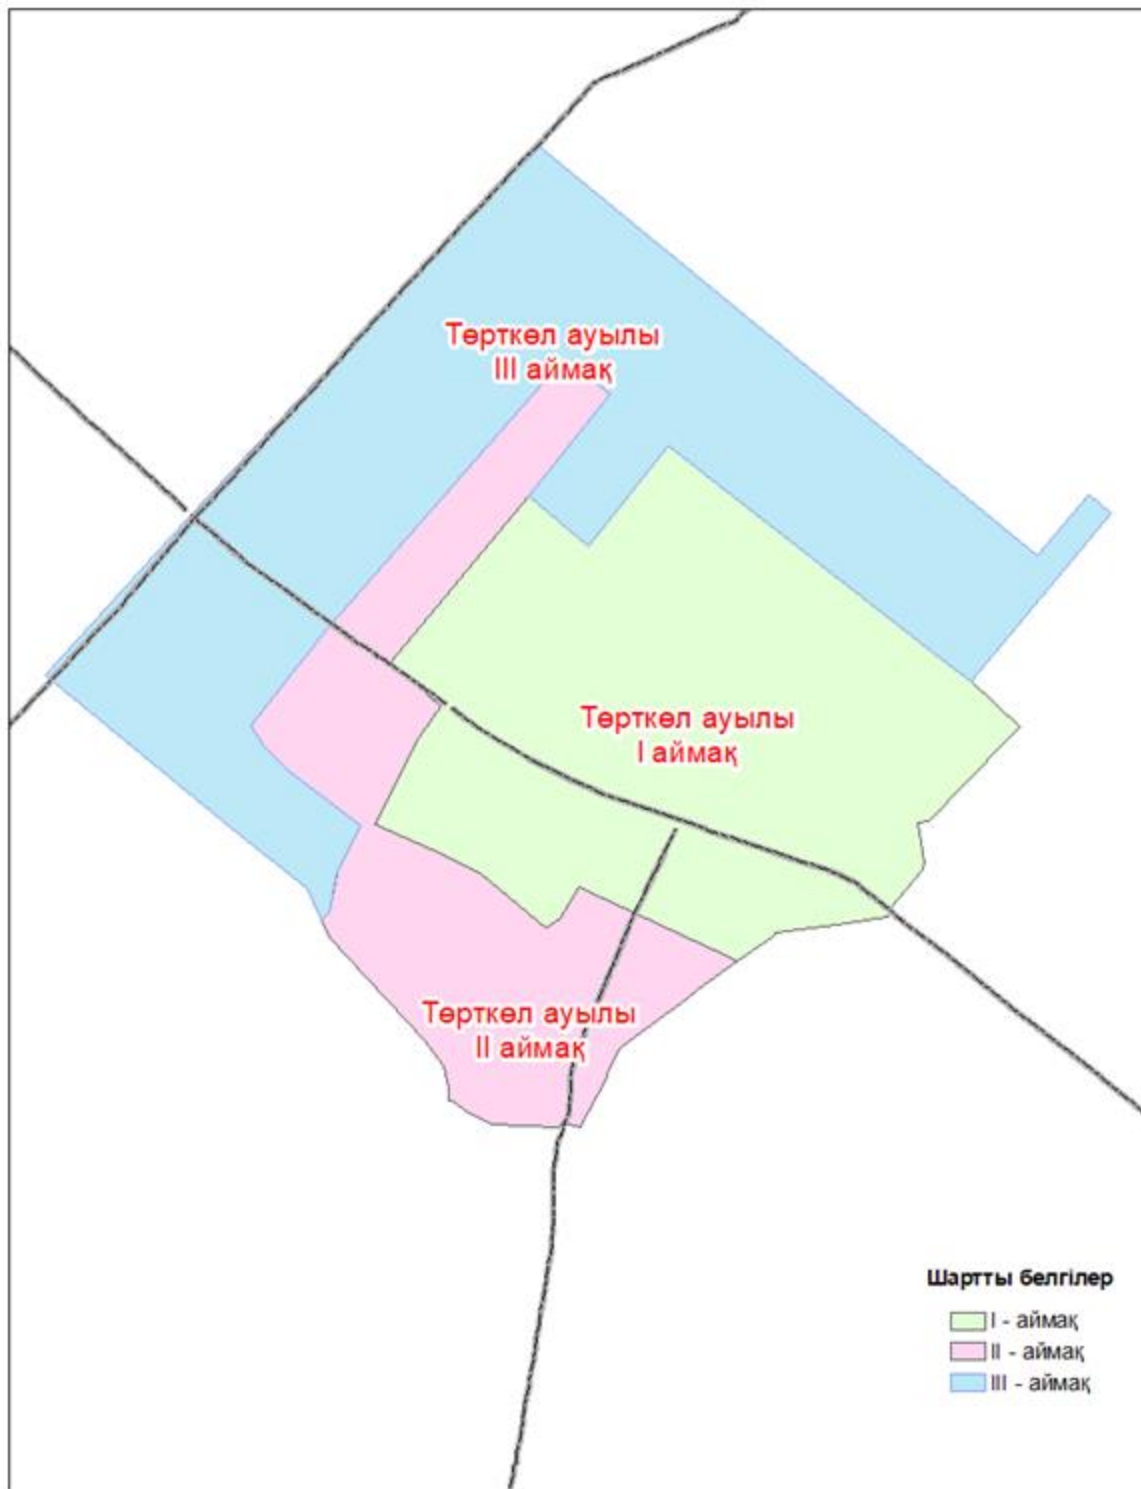 Төрткөл ауылы
III аймақ
Төрткөл ауылы
I аймақ
Төрткөл ауылы
II аймақ
Шартты белгілер
I - аймақ
II - аймақ
III - аймақ